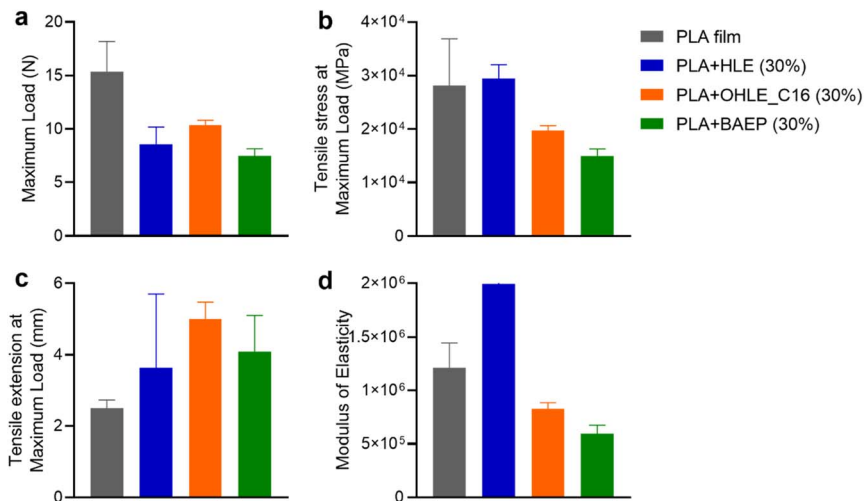 a
Maximum Load (N)
20
15
10
5
0
b
Tensile stress at
Maximum Load (MPa)
4×10⁴
3×10⁴
2×10⁴
1×10⁴
0
PLA film
PLA+HLE (30%)
PLA+OHLE_C16 (30%)
PLA+BAEP (30%)
c
Tensile extension at
Maximum Load (mm)
6
4
2
0
d
Modulus of Elasticity
2×10⁶
1.5×10⁶
1×10⁶
5×10⁵
0